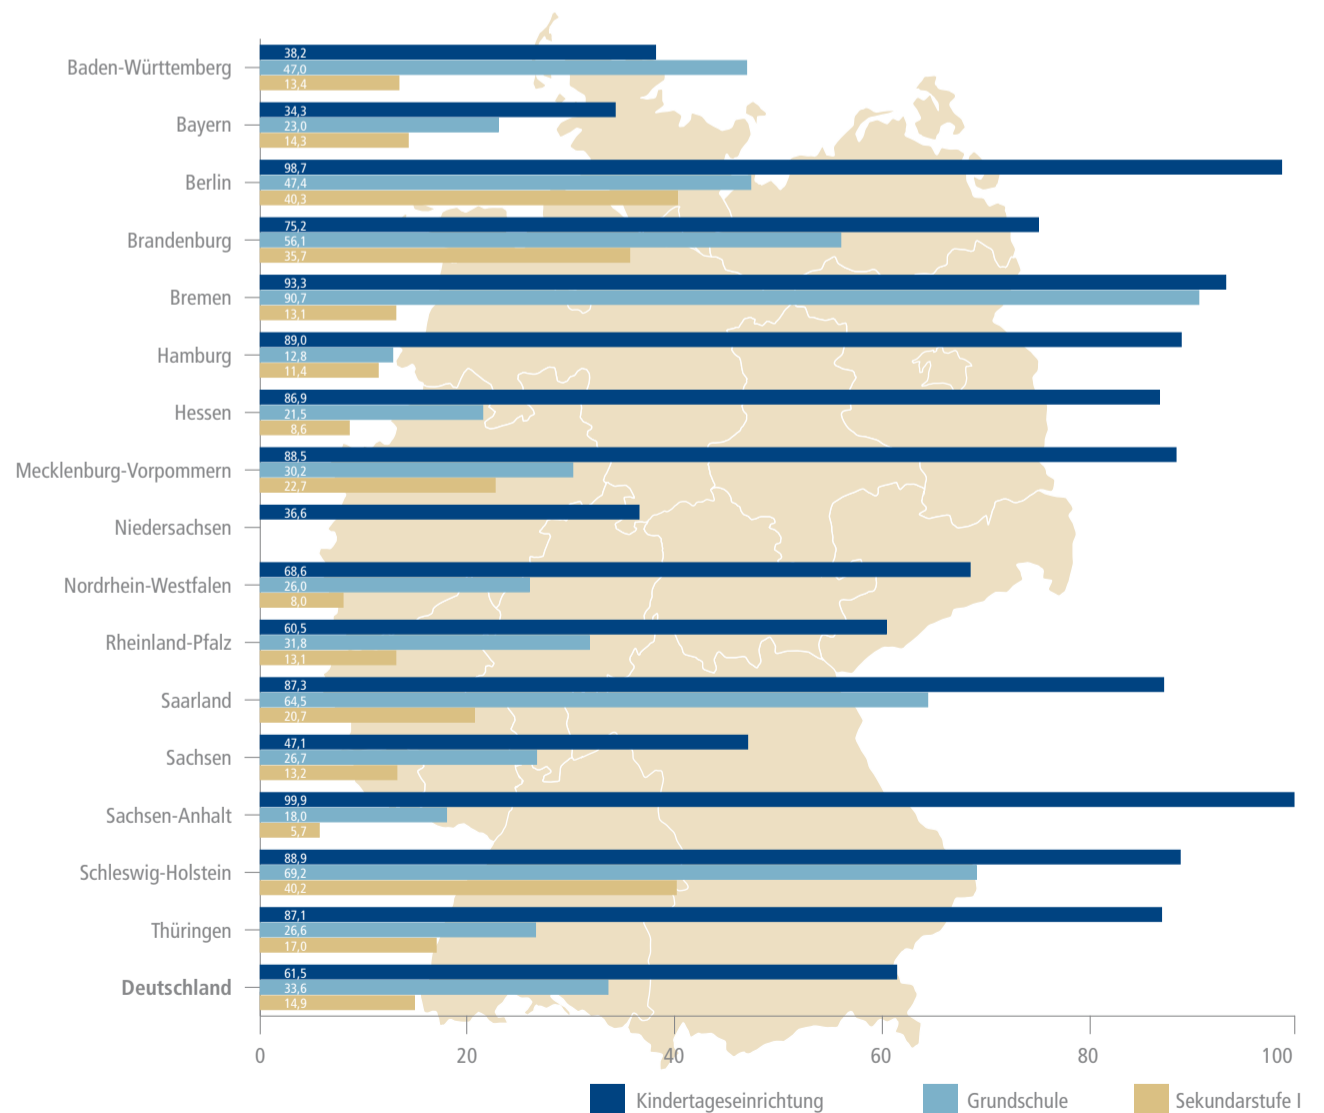 Baden-Württemberg
38,2
47,0
13,4
Bayern
34,3
23,0
14,3
Berlin
98,7
47,4
40,3
Brandenburg
75,2
56,1
35,7
Bremen
93,3
90,7
13,1
Hamburg
89,0
12,8
11,4
Hessen
86,9
21,5
8,6
Mecklenburg-Vorpommern
88,5
30,2
22,7
Niedersachsen
36,6
Nordrhein-Westfalen
68,6
26,0
8,0
Rheinland-Pfalz
60,5
31,8
13,1
Saarland
87,3
64,5
20,7
Sachsen
47,1
26,7
13,2
Sachsen-Anhalt
99,9
18,0
5,7
Schleswig-Holstein
88,9
69,2
40,2
Thüringen
87,1
26,6
17,0
Deutschland
61,5
33,6
14,9
0 20 40 60 80 100
Kindertageseinrichtung Grundschule Sekundarstufe I